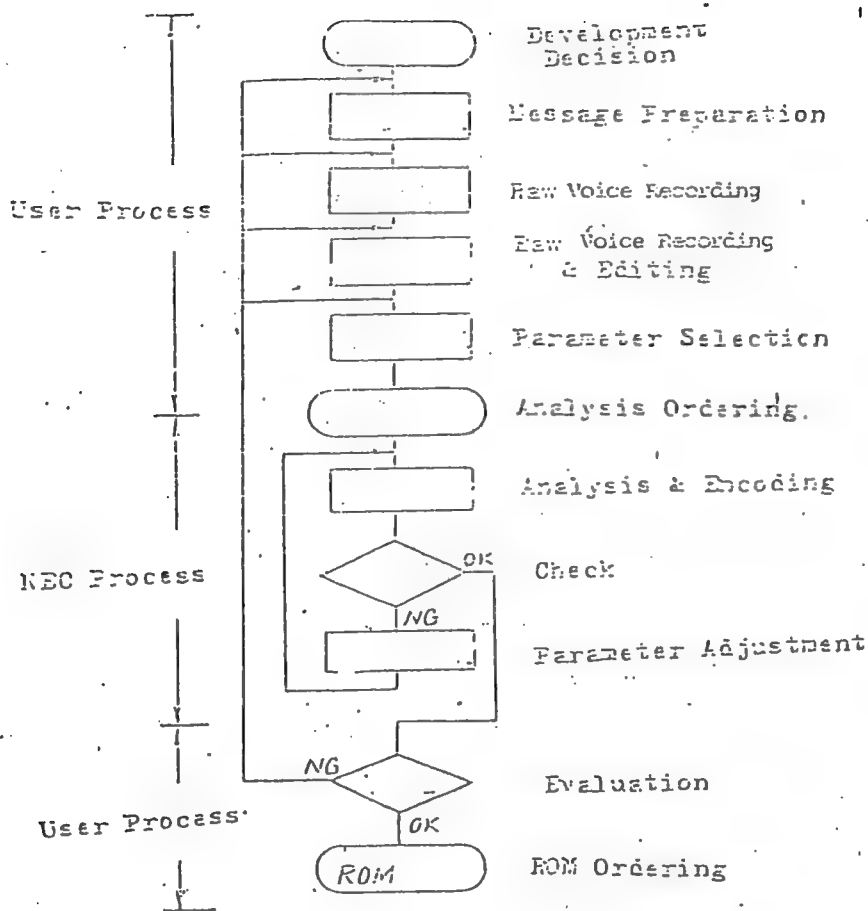 Development
Decision
Message Preparation
Raw Voice Recording
User Process
Raw Voice Recording
& Editing
Parameter Selection
Analysis Ordering.
Analysis & Encoding
OK
Check
NEC Process
NG
Parameter Adjustment
NG
Evaluation
User Process
OK
ROM
ROM Ordering